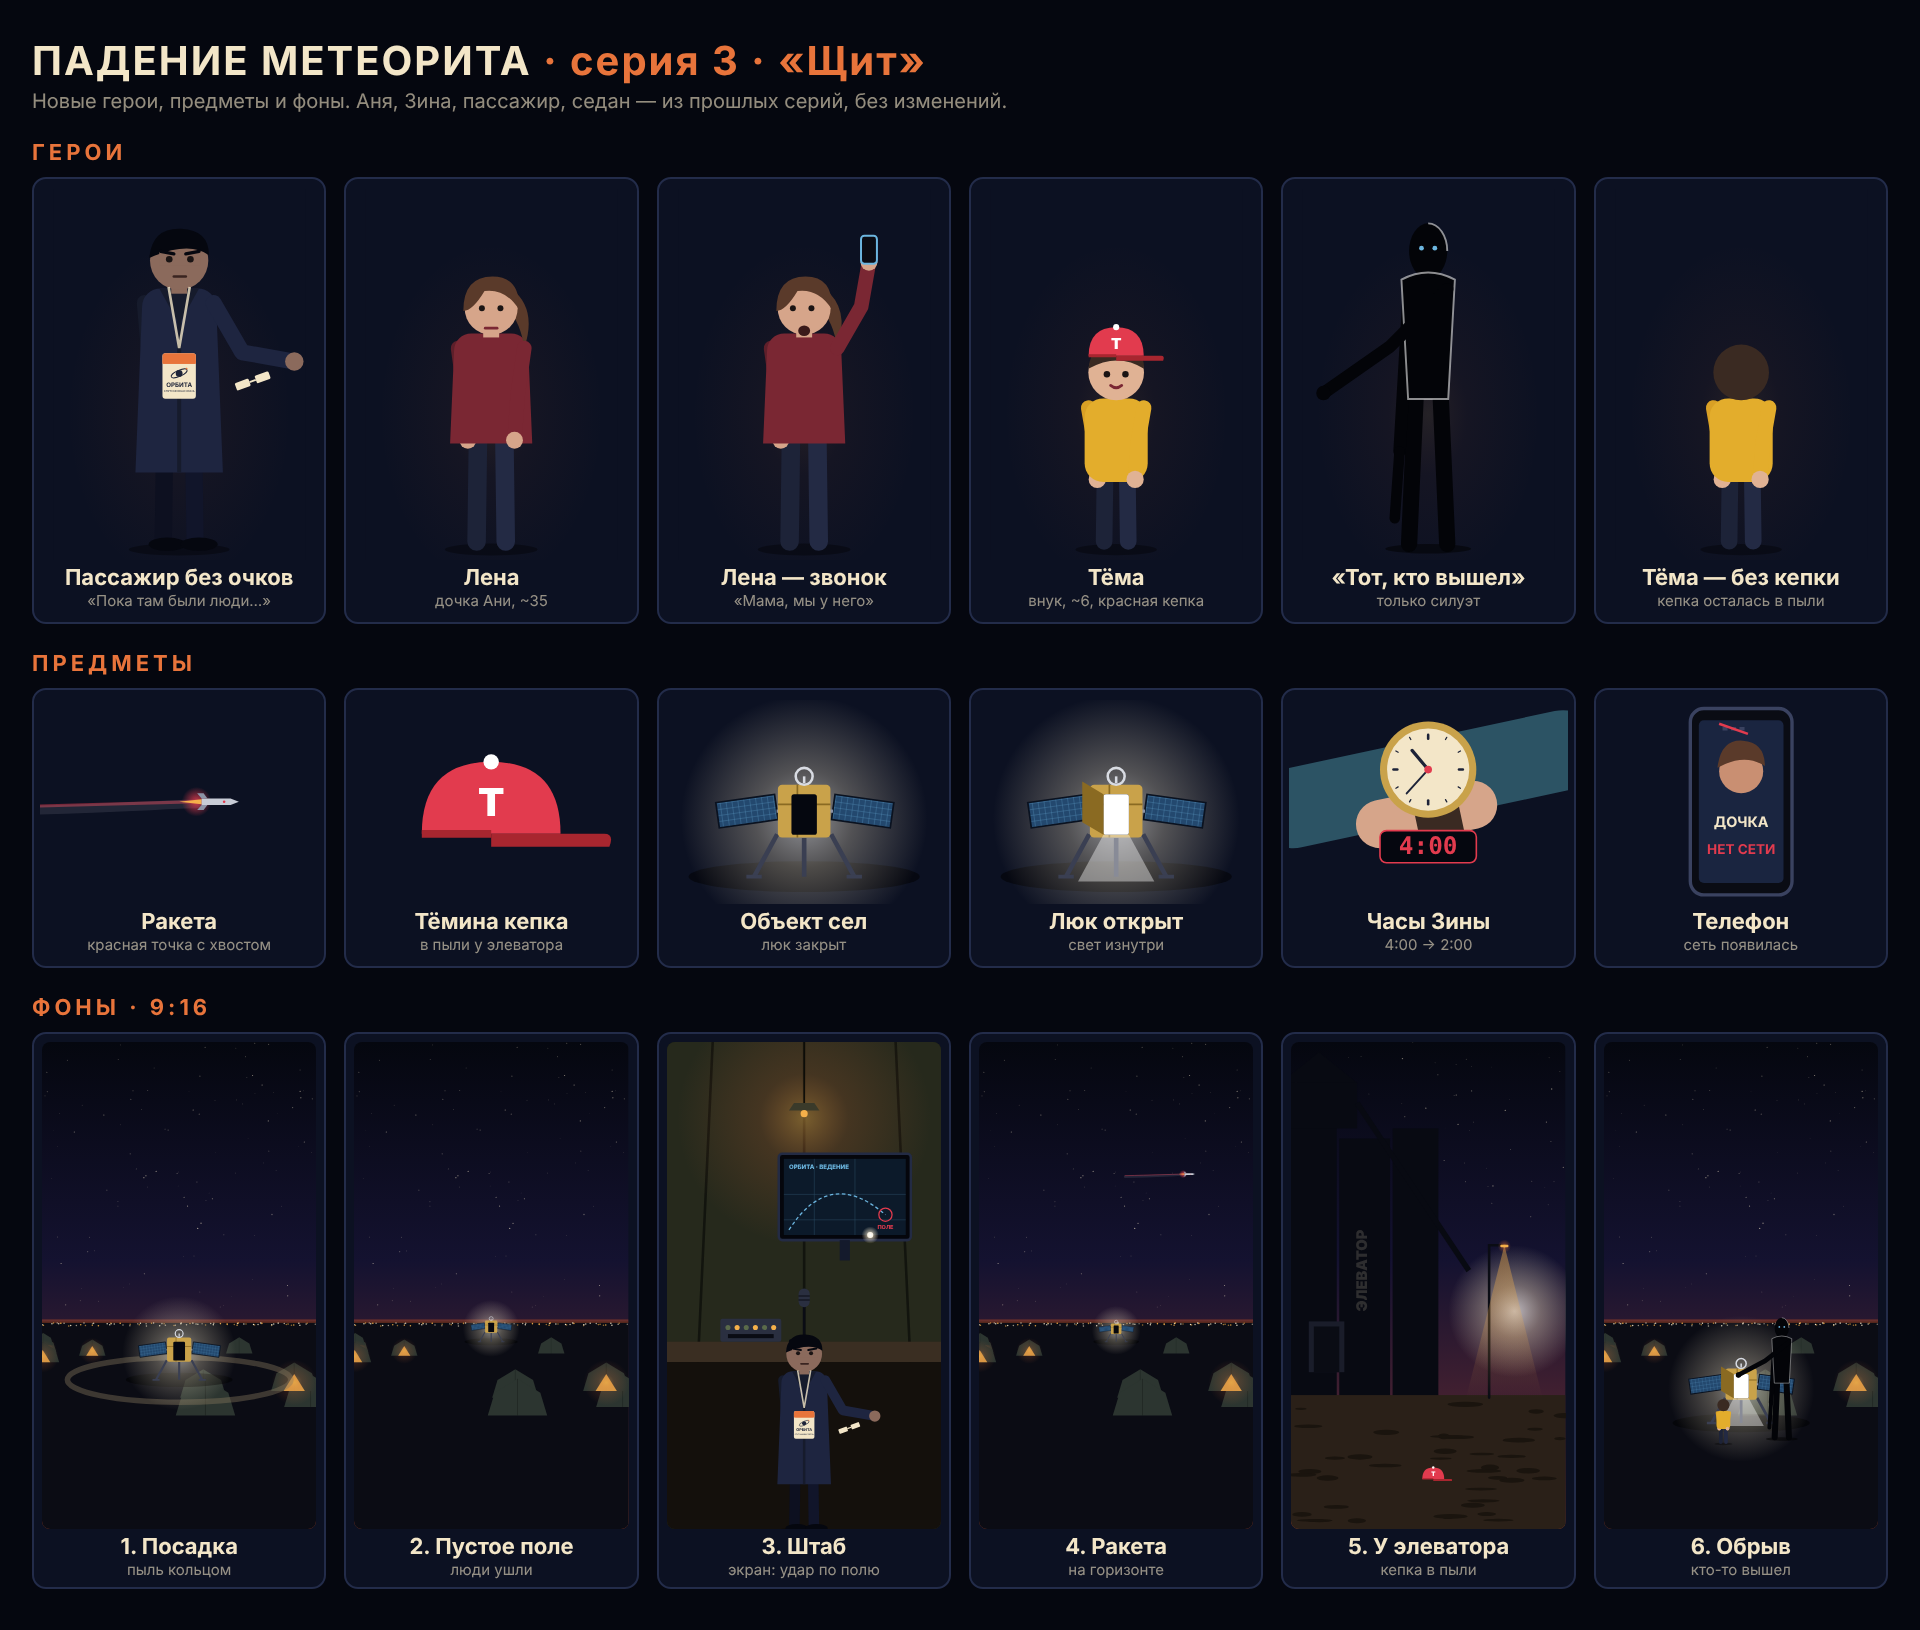 ПАДЕНИЕ МЕТЕОРИТА · серия 3 · «Щит»
Новые герои, предметы и фоны. Аня, Зина, пассажир, седан — из прошлых серий, без изменений.
ГЕРОИ
ОРБИТА
Т
Пассажир без очков
«Пока там были люди...»
Лена
дочка Ани, ~35
Лена — звонок
«Мама, мы у него»
Тёма
внук, ~6, красная кепка
«Тот, кто вышел»
только силуэт
Тёма — без кепки
кепка осталась в пыли
ПРЕДМЕТЫ
Т
4:00
ДОЧКА
НЕТ СЕТИ
Ракета
красная точка с хвостом
Тёмина кепка
в пыли у элеватора
Объект сел
люк закрыт
Люк открыт
свет изнутри
Часы Зины
4:00 → 2:00
Телефон
сеть появилась
ФОНЫ · 9:16
ОРБИТА · ВЕДЕНИЕ
ПОЛЕ
ОРБИТА
ЭЛЕВАТОР
Т
1. Посадка
пыль кольцом
2. Пустое поле
люди ушли
3. Штаб
экран: удар по полю
4. Ракета
на горизонте
5. У элеватора
кепка в пыли
6. Обрыв
кто-то вышел